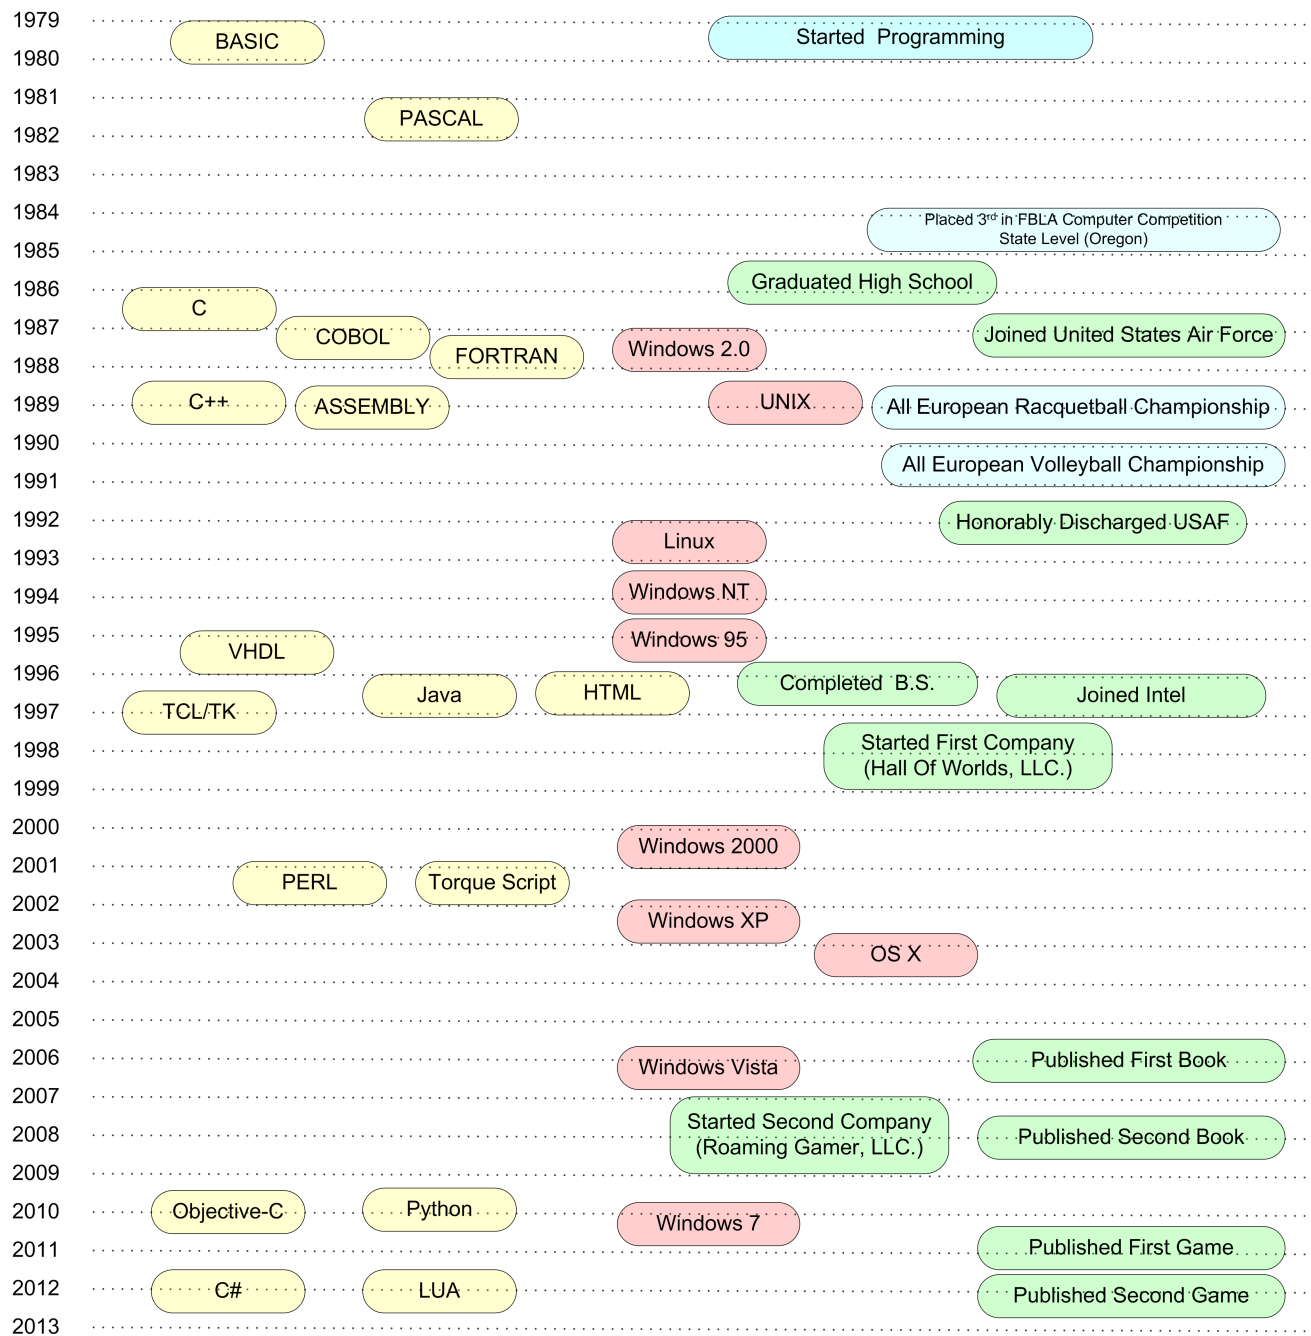 1979
BASIC
Started Programming
1980
1981
PASCAL
1982
1983
1984
Placed 3rd in FBLA Computer Competition
State Level (Oregon)
1985
Graduated High School
1986
C
1987
COBOL
Joined United States Air Force
FORTRAN
Windows 2.0
1988
C++
ASSEMBLY
1989
UNIX
All European Racquetball Championship
1990
All European Volleyball Championship
1991
1992
Honorably Discharged USAF
Linux
1993
Windows NT
1994
1995
VHDL
Windows 95
1996
Completed B.S.
Java
HTML
Joined Intel
1997
TCL/TK
Started First Company
(Hall Of Worlds, LLC.)
1998
1999
2000
Windows 2000
2001
PERL
Torque Script
2002
Windows XP
2003
OS X
2004
2005
2006
Windows Vista
Published First Book
2007
Started Second Company
(Roaming Gamer, LLC.)
2008
Published Second Book
2009
2010
Objective-C
Python
Windows 7
2011
Published First Game
2012
C#
LUA
Published Second Game
2013